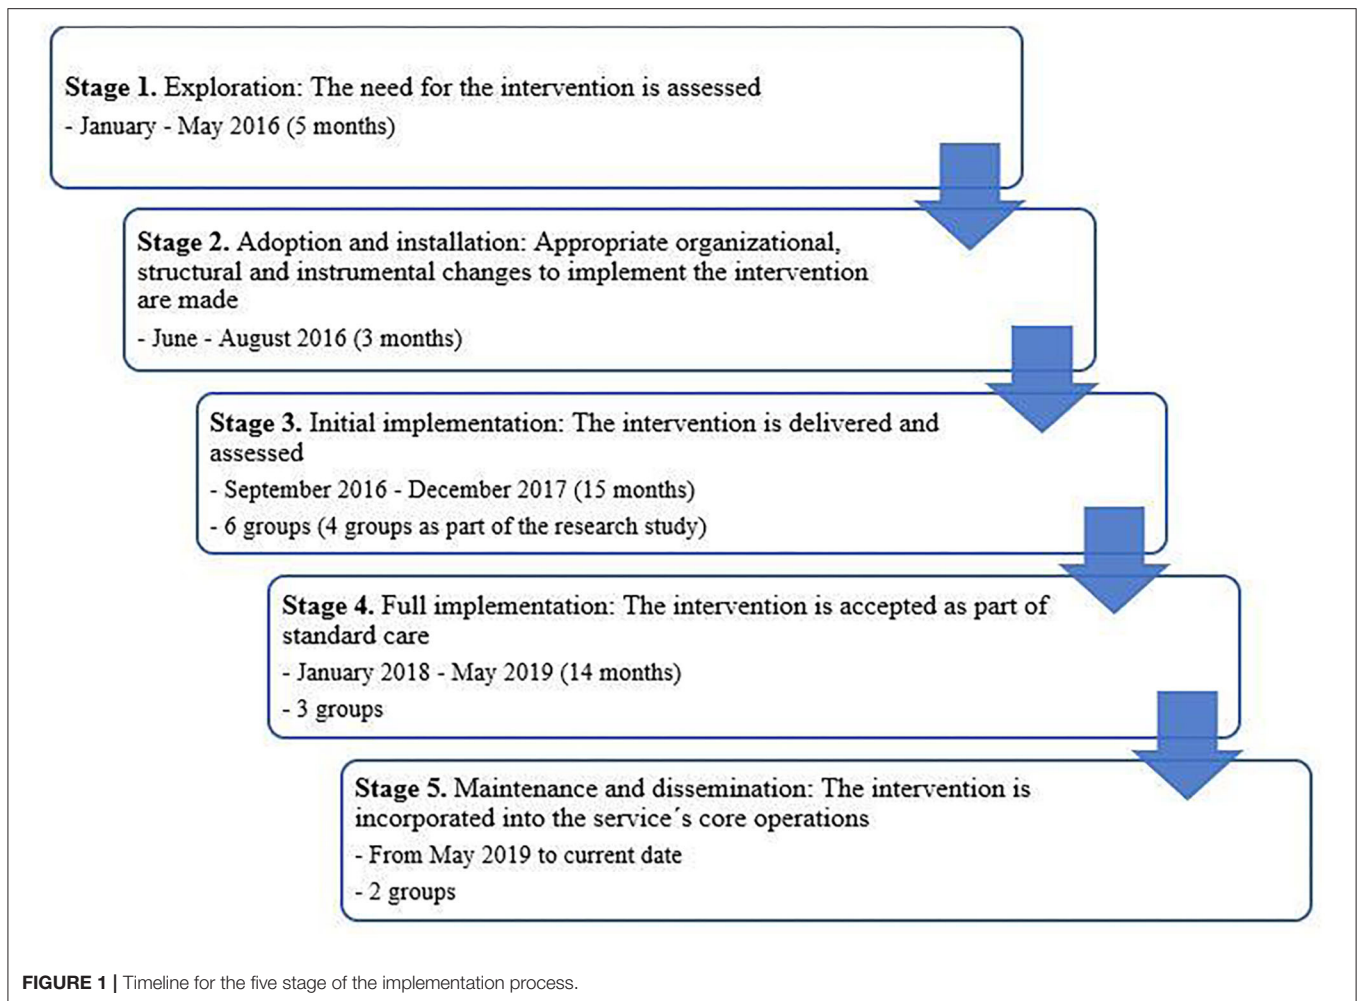 Stage 1. Exploration: The need for the intervention is assessed
- January - May 2016 (5 months)
Stage 2. Adoption and installation: Appropriate organizational,
structural and instrumental changes to implement the intervention
are made
- June - August 2016 (3 months)
Stage 3. Initial implementation: The intervention is delivered and
assessed
- September 2016 - December 2017 (15 months)
- 6 groups (4 groups as part of the research study)
Stage 4. Full implementation: The intervention is accepted as part of
standard care
- January 2018 - May 2019 (14 months)
- 3 groups
Stage 5. Maintenance and dissemination: The intervention is
incorporated into the service´s core operations
- From May 2019 to current date
- 2 groups
FIGURE 1 | Timeline for the five stage of the implementation process.